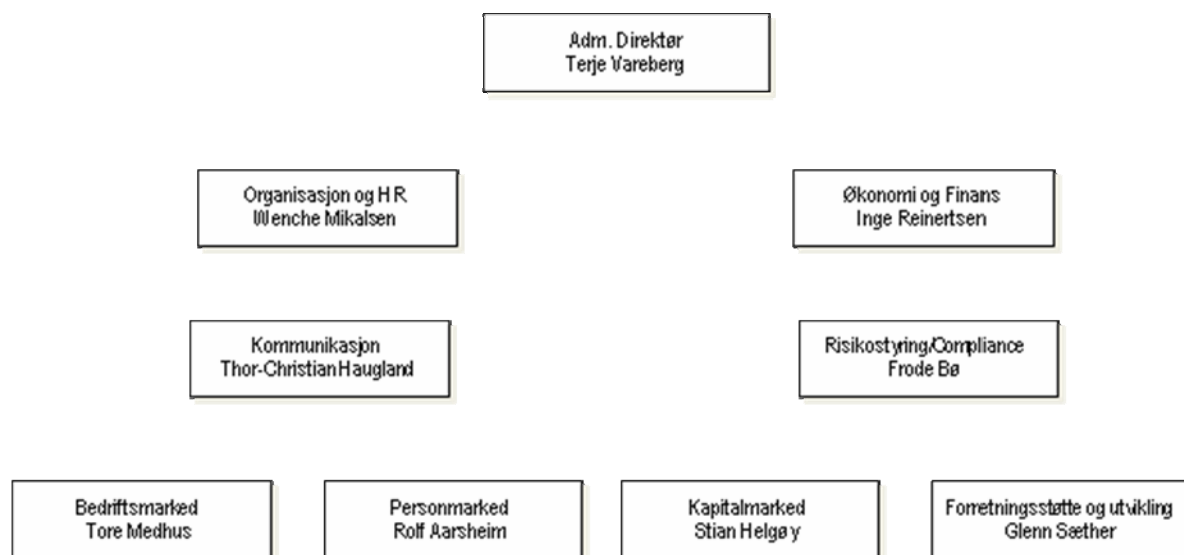 Adm. Direktør
Terje Vareberg
Organisasjon og HR
Wenche Mikalsen
Økonomi og Finans
Inge Reinertsen
Kommunikasjon
Thor-Christian Haugland
Risikostyring/Compliance
Frode Bø
Bedriftsmarked
Tore Medhus
Personmarked
Rolf Aarsheim
Kapitalmarked
Stian Helgøy
Forretningsstøtte og utvikling
Glenn Sæther